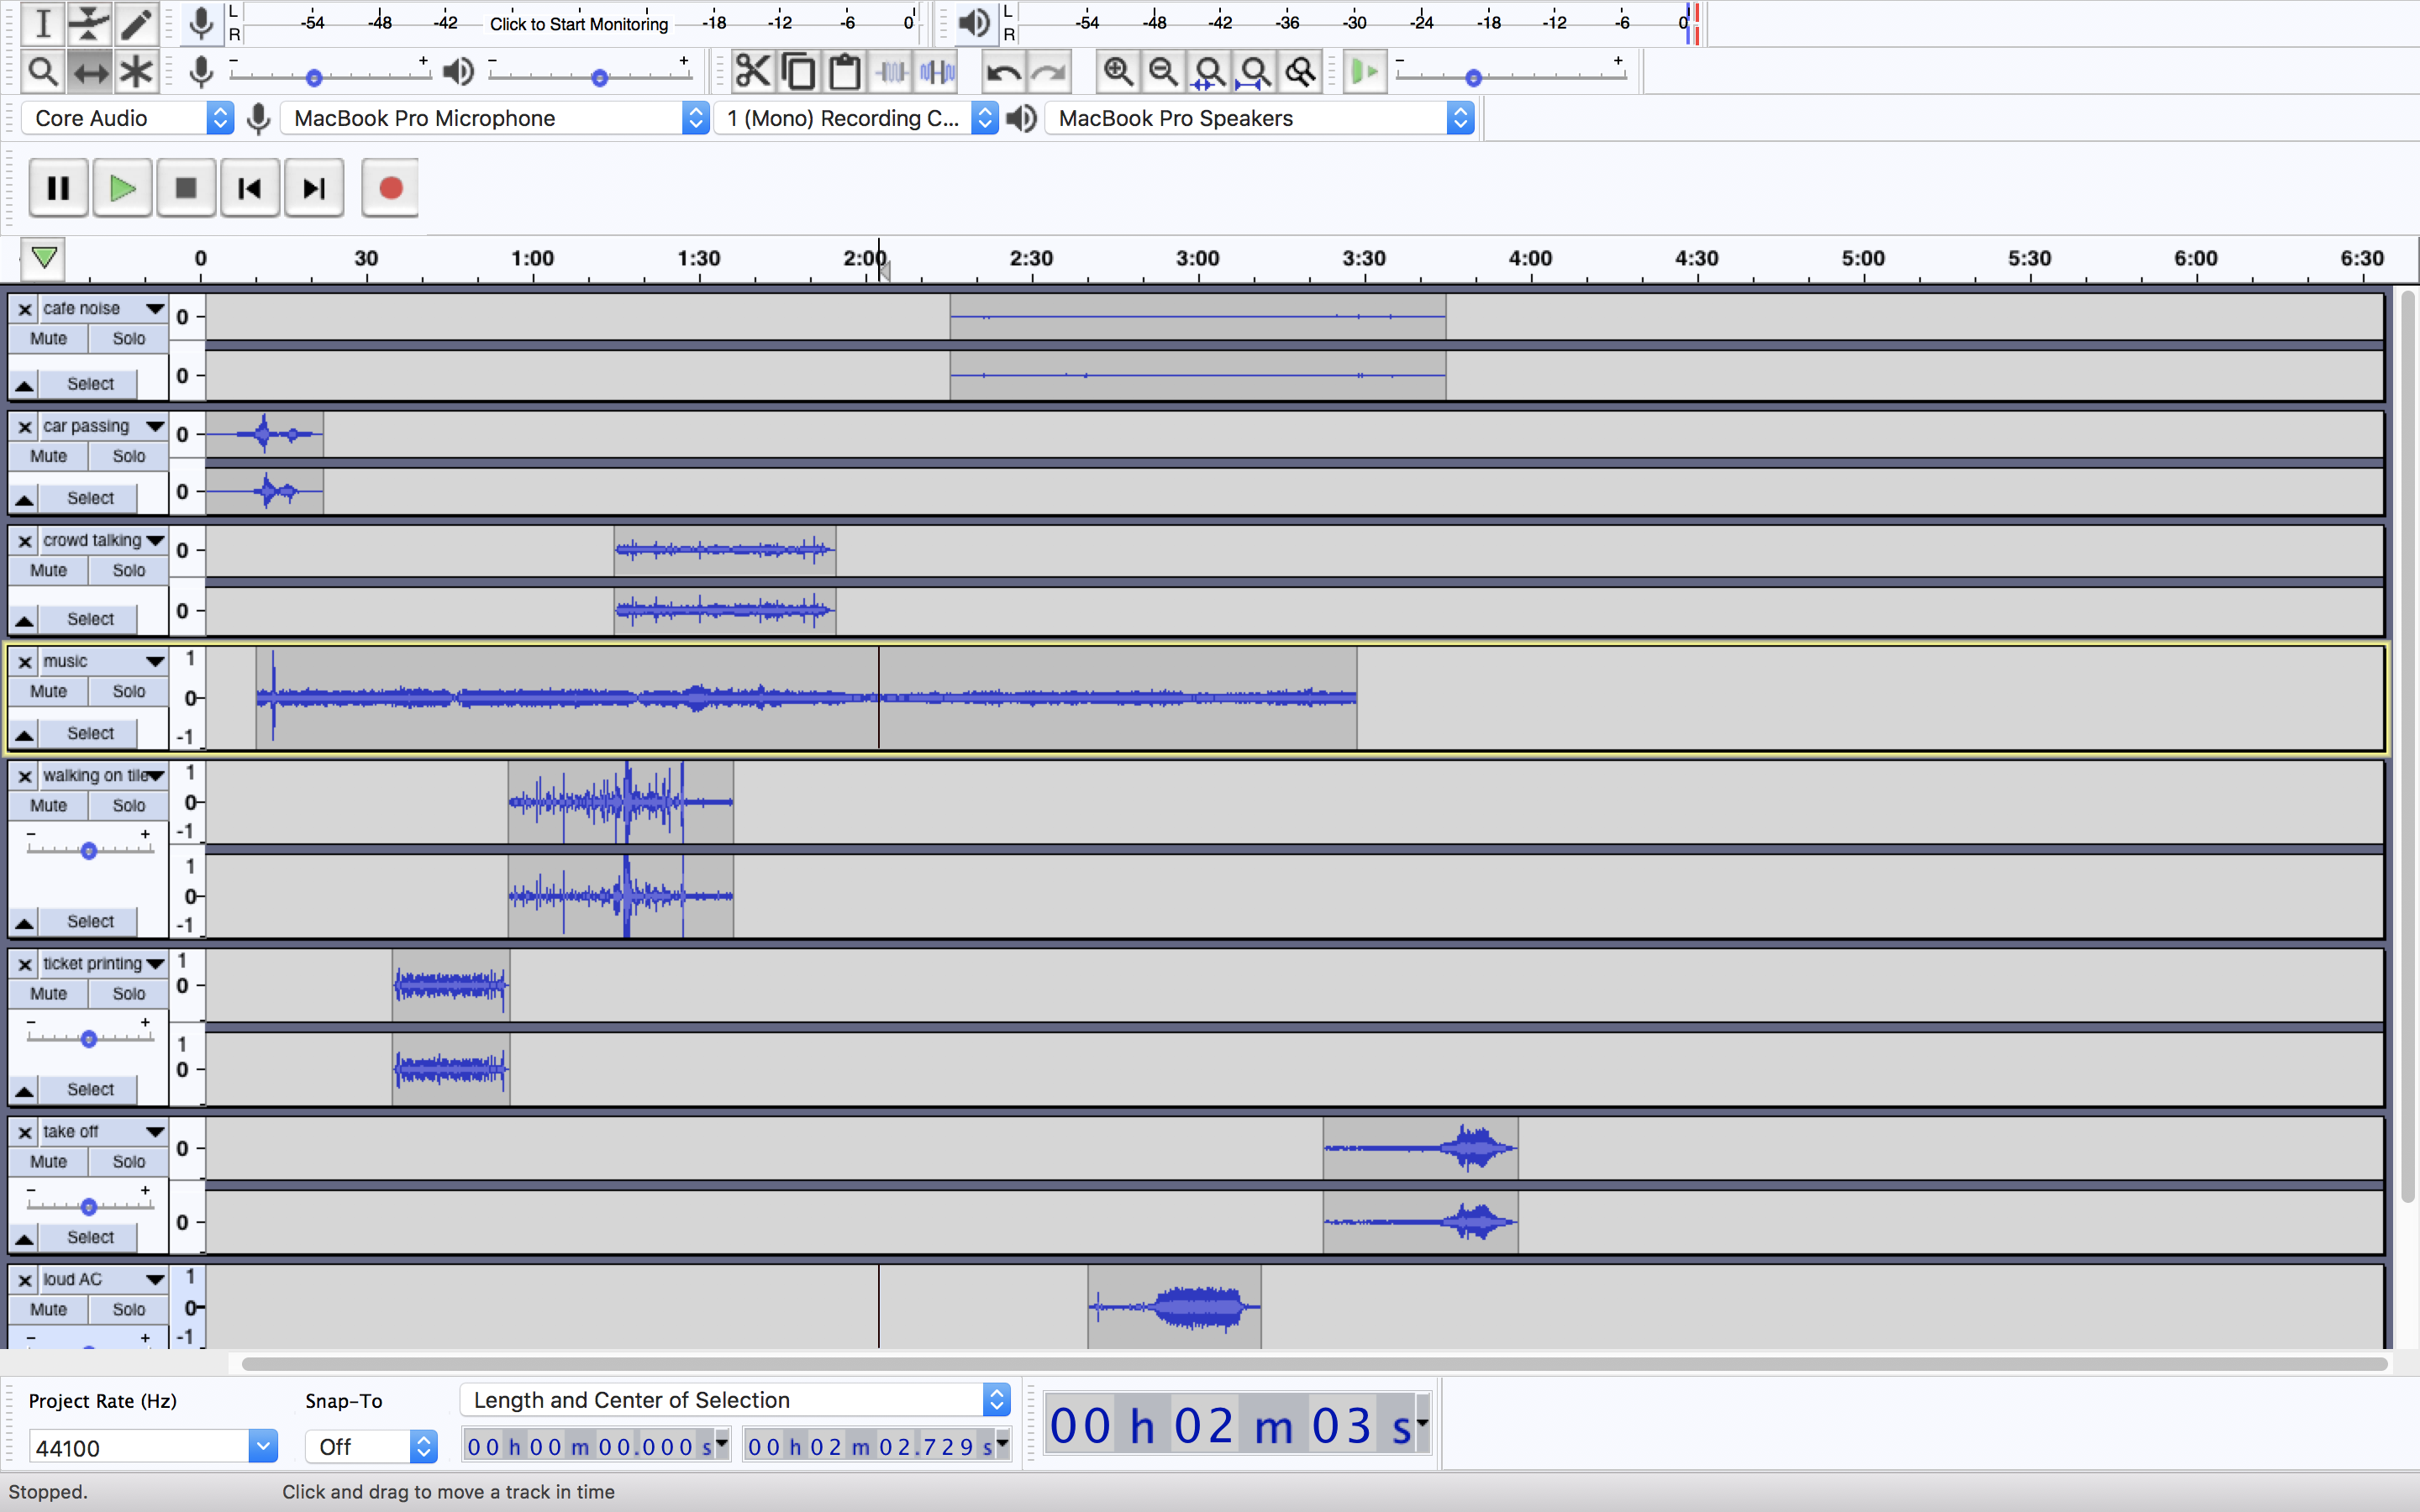 L
R
-54 -48 -42 Click to Start Monitoring -18 -12 -6 0
L
R
-54 -48 -42 -36 -30 -24 -18 -12 -6 0
- + - + - +
Core Audio MacBook Pro Microphone 1 (Mono) Recording C... MacBook Pro Speakers
0 30 1:00 1:30 2:00 2:30 3:00 3:30 4:00 4:30 5:00 5:30 6:00 6:30
cafe noise 0
Mute Solo
Select 0
car passing 0
Mute Solo
Select 0
crowd talking 0
Mute Solo
Select 0
music 1
Mute Solo 0
Select -1
walking on tile 1
Mute Solo 0
- + -1
1
0
Select -1
ticket printing 1
Mute Solo 0
- +
1
0
Select
take off 0
Mute Solo
- +
Select 0
loud AC 1
Mute Solo 0
- + -1
Project Rate (Hz) Snap-To Length and Center of Selection
44100 Off 00 h 00 m 00.000 s 00 h 02 m 02.729 s 00 h 02 m 03 s
Stopped. Click and drag to move a track in time